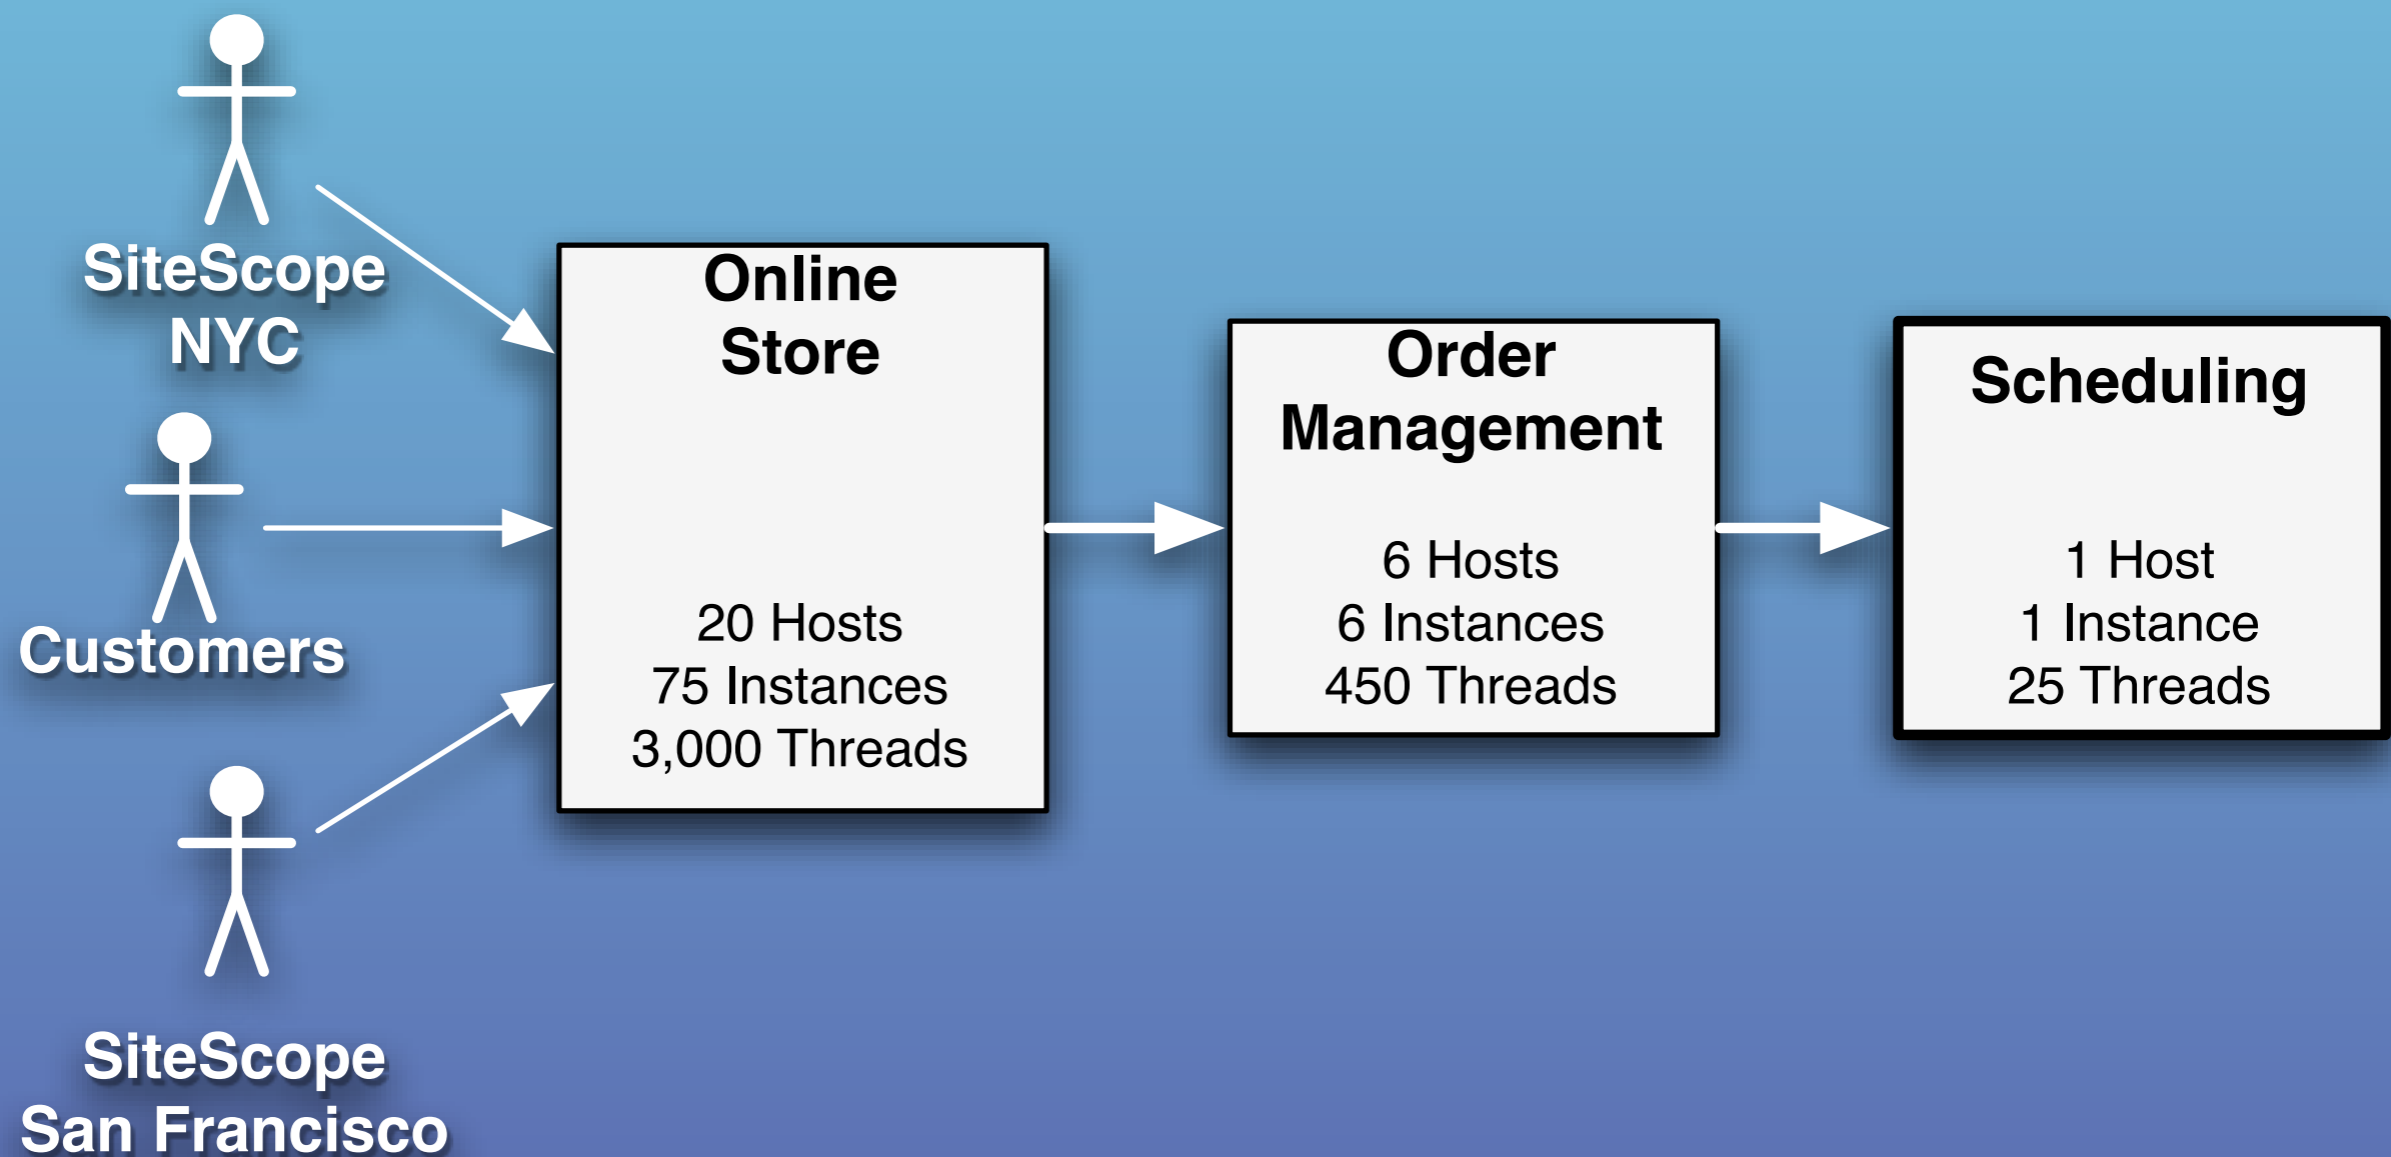 SiteScope
NYC
Customers
SiteScope
San Francisco
Online
Store
20 Hosts
75 Instances
3,000 Threads
Order
Management
6 Hosts
6 Instances
450 Threads
Scheduling
1 Host
1 Instance
25 Threads